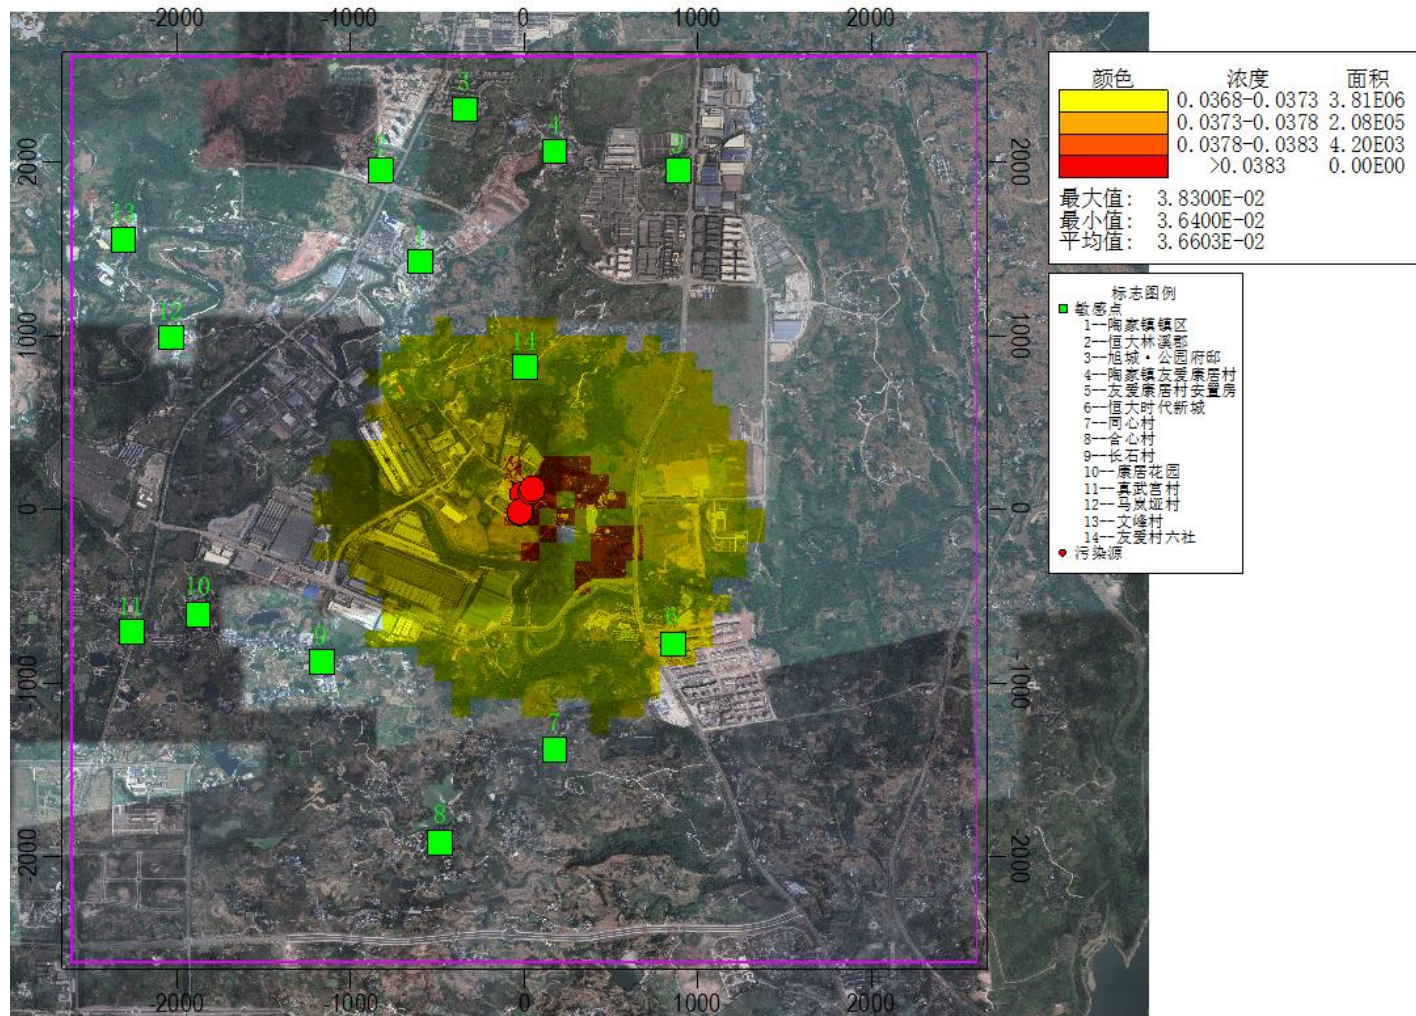 -2000 -1000 0 1000 2000
颜色 浓度 面积
0.0368-0.0373 3.81E06
0.0373-0.0378 2.08E05
0.0378-0.0383 4.20E03
>0.0383 0.00E00
最大值: 3.8300E-02
最小值: 3.6400E-02
平均值: 3.6603E-02
标志图例
敏感点
1--陶家镇镇区
2--恒大林溪郡
3--旭城·公园府邸
4--陶家镇友爱康居村
5--友爱康居村安置房
6--恒大时代新城
7--同心村
8--合心村
9--长石村
10--康居花园
11--真武宫村
12--马岚垭村
13--文峰村
14--友爱村六社
污染源
3
4
2
9
13
1
12
14
10
11
9
6
7
8
2000
1000
0
-1000
-2000
2000
1000
0
-1000
-2000
-2000 -1000 0 1000 2000